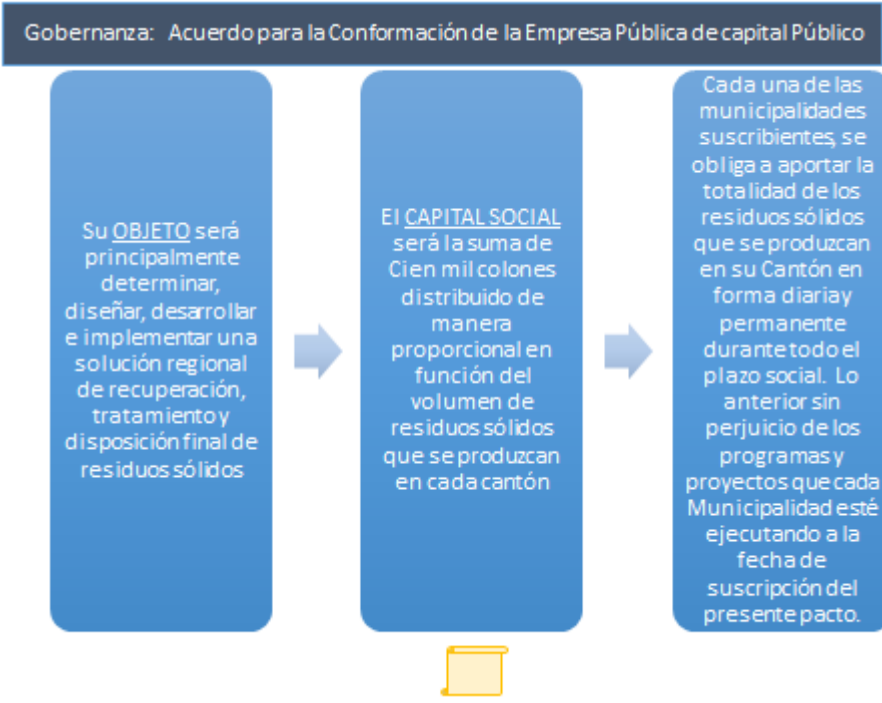 Gobernanza: Acuerdo para la Conformación de la Empresa Pública de capital Público
Su OBJETO será
principalmente
determinar,
diseñar, desarrollar
e implementar una
solución regional
de recuperación,
tratamiento y
disposición final de
residuos sólidos
El CAPITAL SOCIAL
será la suma de
Cien mil colones
distribuido de
manera
proporcional en
función del
volumen de
residuos sólidos
que se produzcan
en cada cantón
Cada una de las
municipalidades
suscribientes, se
obliga a aportar la
totalidad de los
residuos sólidos
que se produzcan
en su Cantón en
forma diaria y
permanente
durante todo el
plazo social. Lo
anterior sin
perjuicio de los
programas y
proyectos que cada
Municipalidad esté
ejecutando a la
fecha de
suscripción del
presente pacto.